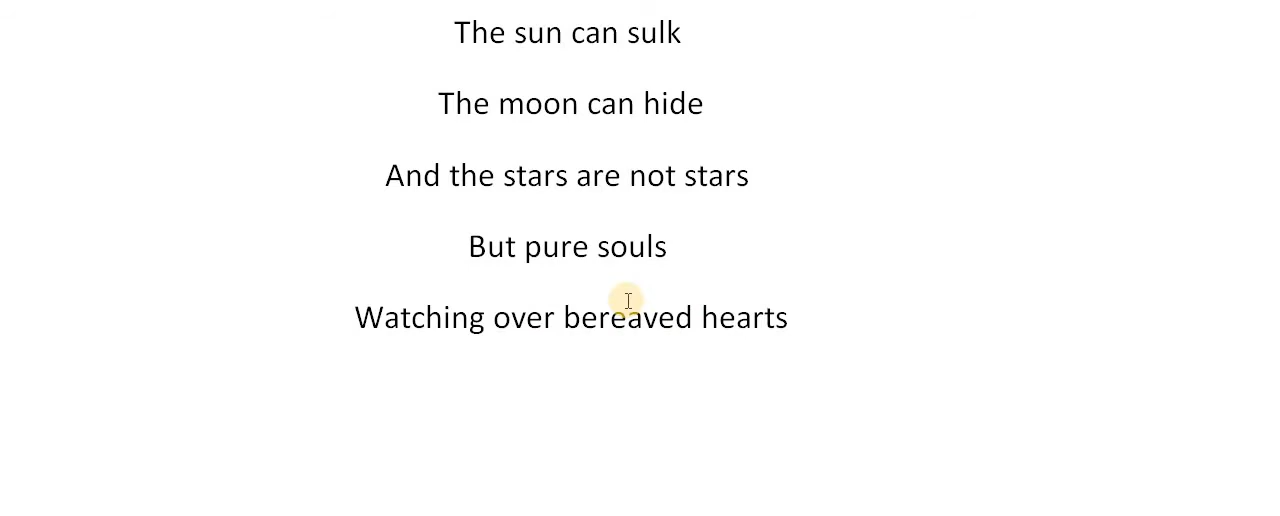 The sun can sulk
The moon can hide
And the stars are not stars
But pure souls
Watching over bereaved hearts